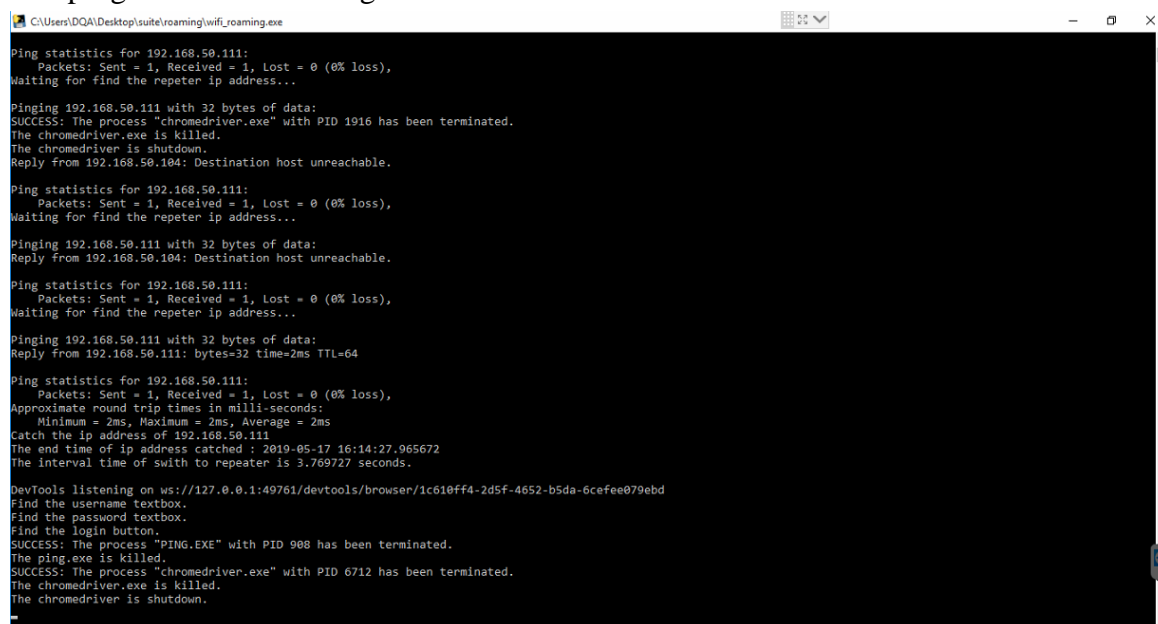 C:\Users\DQA\Desktop\suite\roaming\wifi_roaming.exe
Ping statistics for 192.168.50.111:
    Packets: Sent = 1, Received = 1, Lost = 0 (0% loss),
Waiting for find the repeter ip address...
Pinging 192.168.50.111 with 32 bytes of data:
SUCCESS: The process "chromedriver.exe" with PID 1916 has been terminated.
The chromedriver.exe is killed.
The chromedriver is shutdown.
Reply from 192.168.50.104: Destination host unreachable.
Ping statistics for 192.168.50.111:
    Packets: Sent = 1, Received = 1, Lost = 0 (0% loss),
Waiting for find the repeter ip address...
Pinging 192.168.50.111 with 32 bytes of data:
Reply from 192.168.50.104: Destination host unreachable.
Ping statistics for 192.168.50.111:
    Packets: Sent = 1, Received = 1, Lost = 0 (0% loss),
Waiting for find the repeter ip address...
Pinging 192.168.50.111 with 32 bytes of data:
Reply from 192.168.50.111: bytes=32 time=2ms TTL=64
Ping statistics for 192.168.50.111:
    Packets: Sent = 1, Received = 1, Lost = 0 (0% loss),
Approximate round trip times in milli-seconds:
    Minimum = 2ms, Maximum = 2ms, Average = 2ms
Catch the ip address of 192.168.50.111
The end time of ip address catched : 2019-05-17 16:14:27.965672
The interval time of swith to repeater is 3.769727 seconds.
DevTools listening on ws://127.0.0.1:49761/devtools/browser/1c610ff4-2d5f-4652-b5da-6cefee079ebd
Find the username textbox.
Find the password textbox.
Find the login button.
SUCCESS: The process "PING.EXE" with PID 908 has been terminated.
The ping.exe is killed.
SUCCESS: The process "chromedriver.exe" with PID 6712 has been terminated.
The chromedriver.exe is killed.
The chromedriver is shutdown.